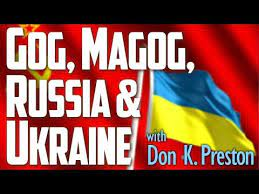 GOG, MAGOG,
RUSSIA &
UKRAINE
with
Don K. Preston